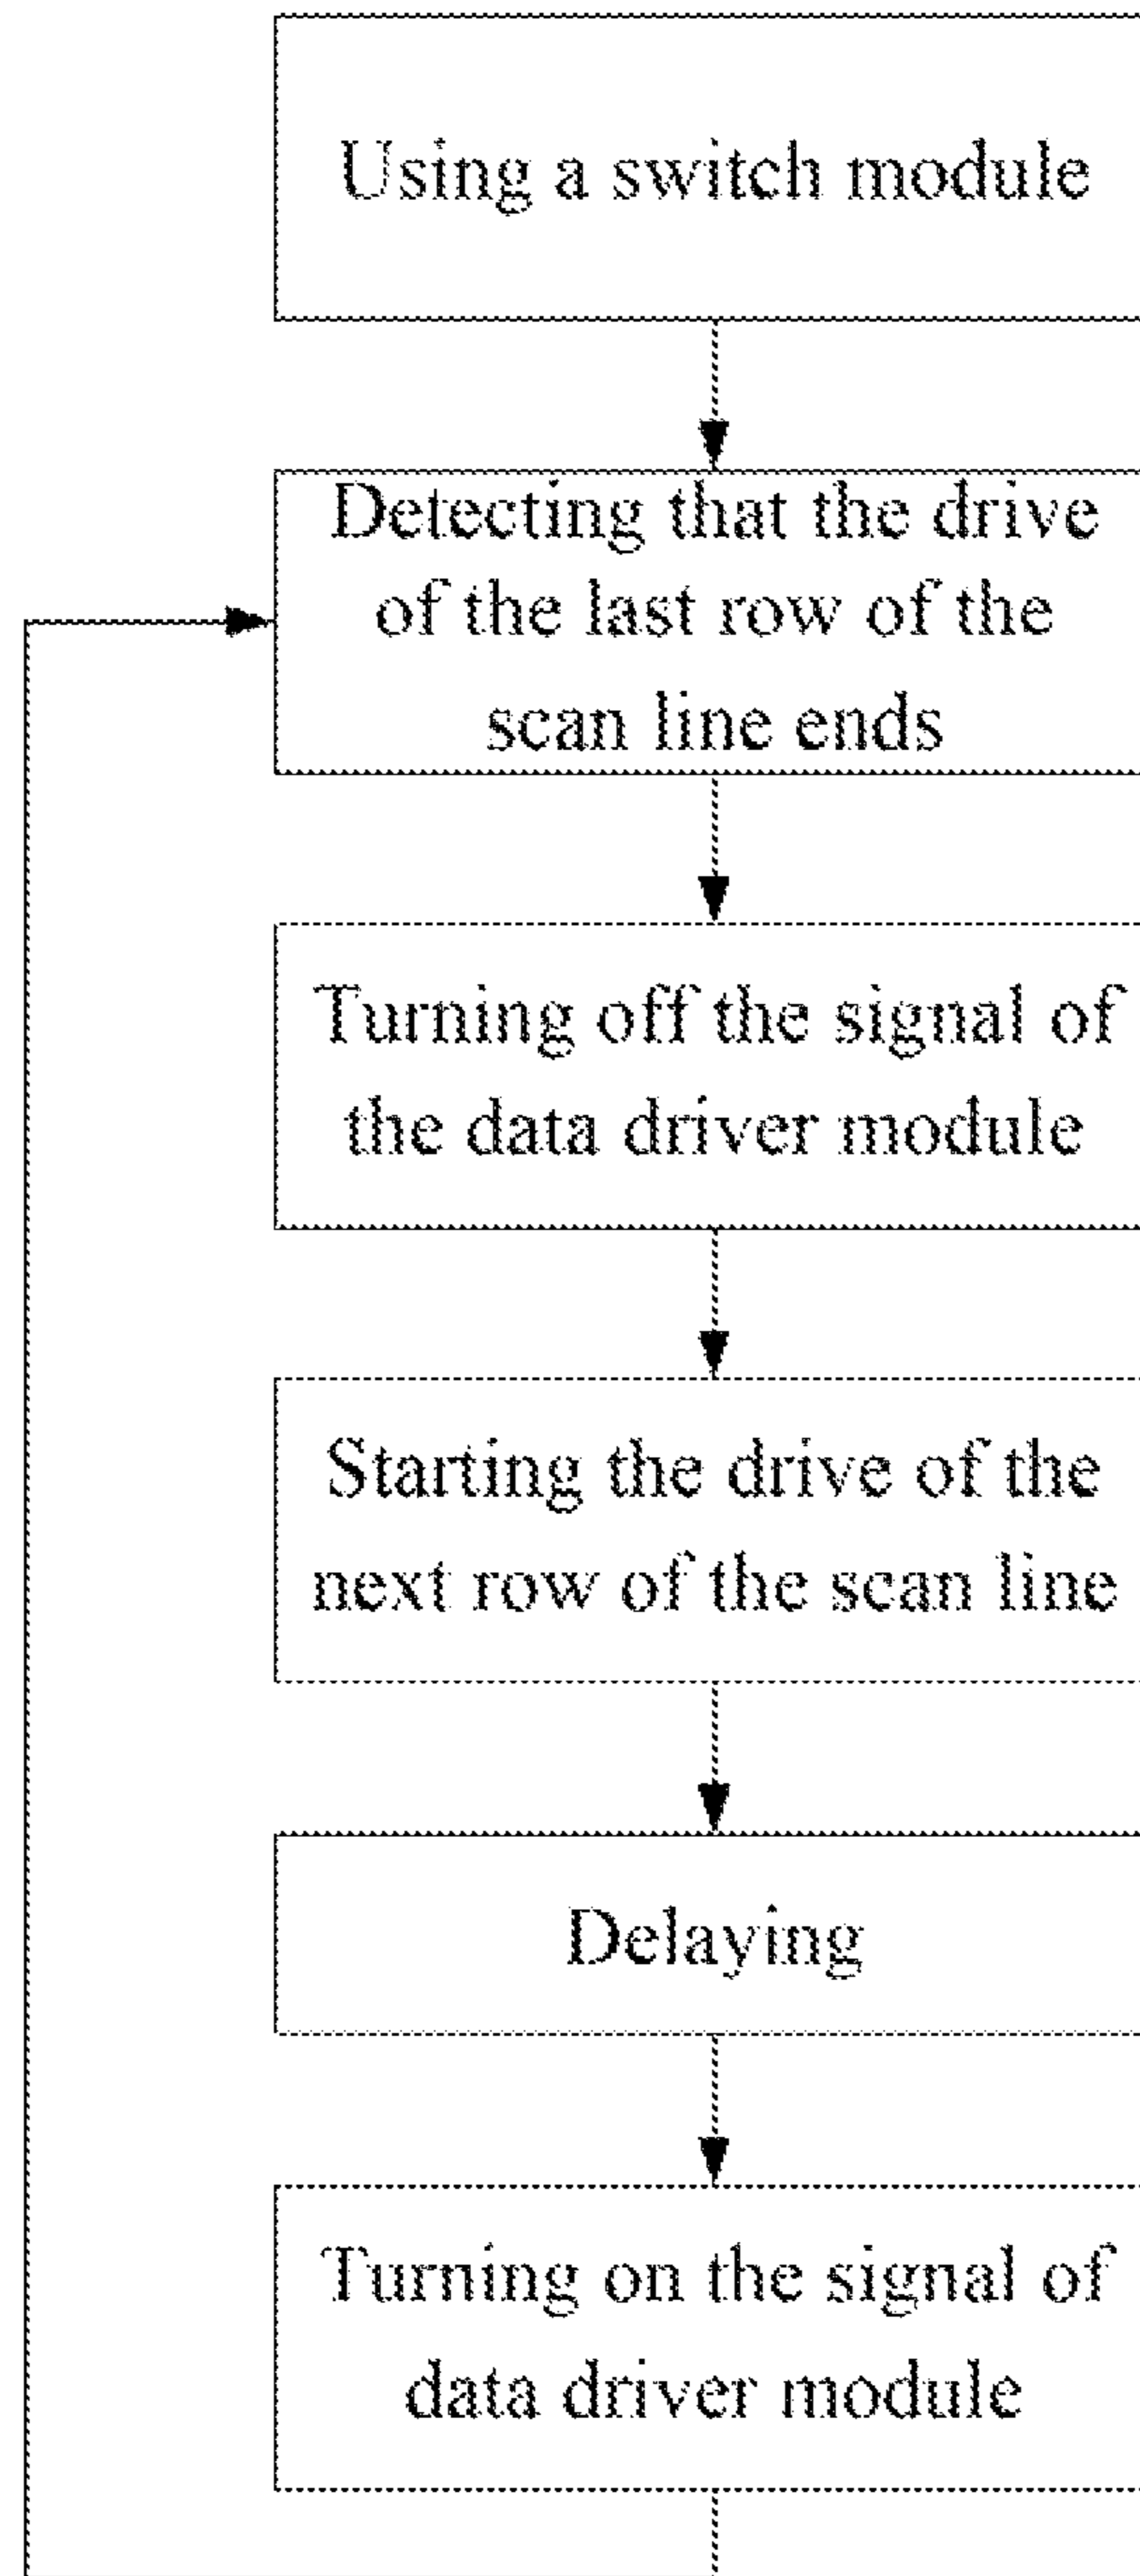 Using a switch module
Detecting that the drive
of the last row of the
scan line ends
Turning off the signal of
the data driver module
Starting the drive of the
next row of the scan line
Delaying
Turning on the signal of
data driver module